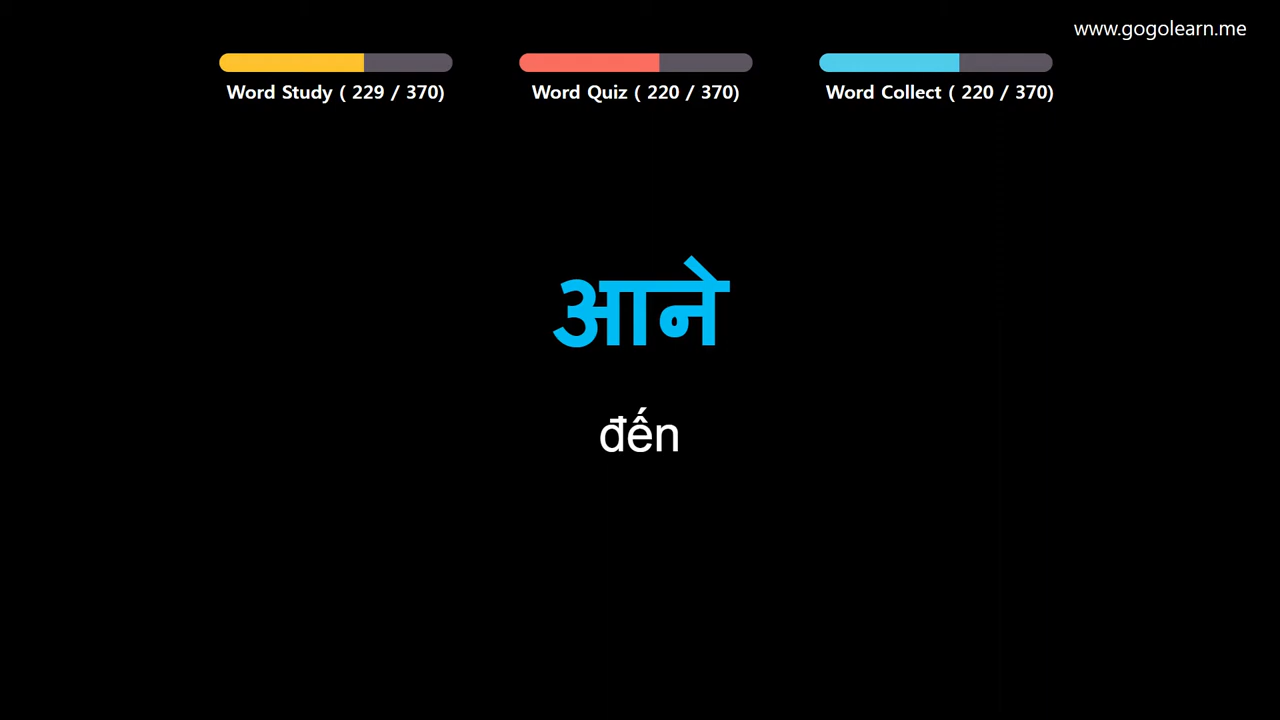 www.gogolearn.me
Word Study ( 229 / 370)
Word Quiz ( 220 / 370)
Word Collect ( 220 / 370)
आने
đến